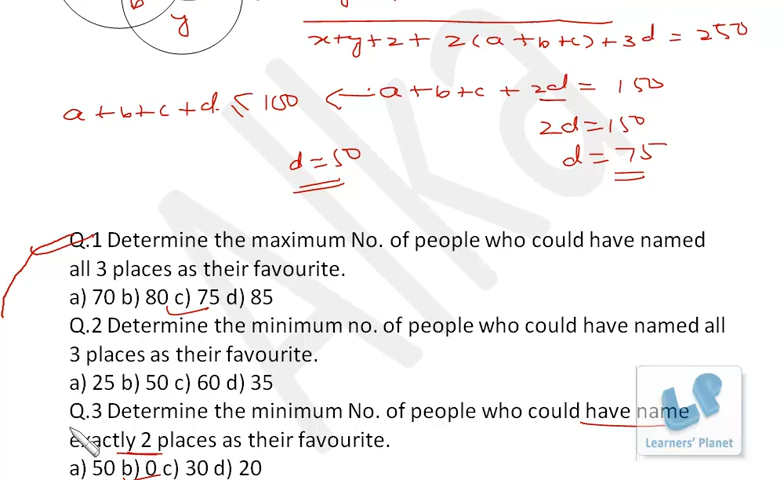 b
y
x+y+z+ 2(a+b+c)+3d = 250
a+b+c+d ≤ 100 ← a+b+c + 2d = 150
2d = 150
d = 50
d = 75
Q.1 Determine the maximum No. of people who could have named
all 3 places as their favourite.
a) 70 b) 80 c) 75 d) 85
Q.2 Determine the minimum no. of people who could have named all
3 places as their favourite.
a) 25 b) 50 c) 60 d) 35
Q.3 Determine the minimum No. of people who could have name
exactly 2 places as their favourite.
a) 50 b) 0 c) 30 d) 20
Alka
LP
Learners' Planet